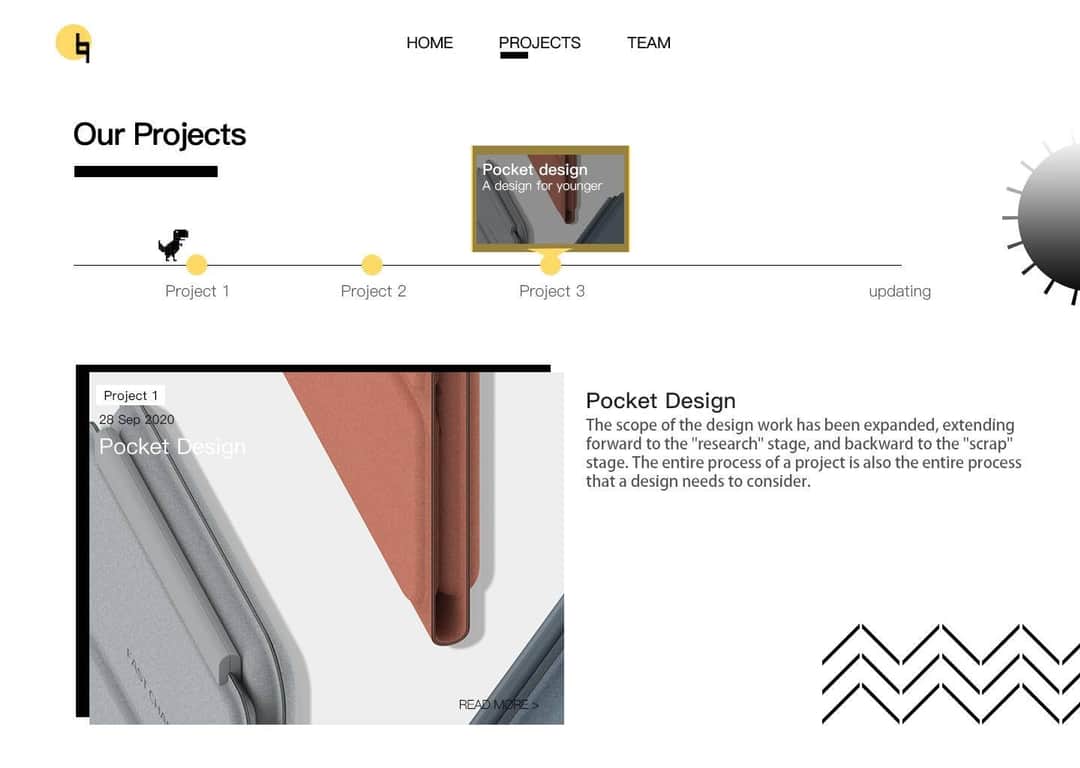 HOME PROJECTS TEAM
Our Projects
Pocket design
A design for younger
Project 1 Project 2 Project 3 updating
Project 1
28 Sep 2020
Pocket Design
READ MORE >
Pocket Design
The scope of the design work has been expanded, extending
forward to the "research" stage, and backward to the "scrap"
stage. The entire process of a project is also the entire process
that a design needs to consider.